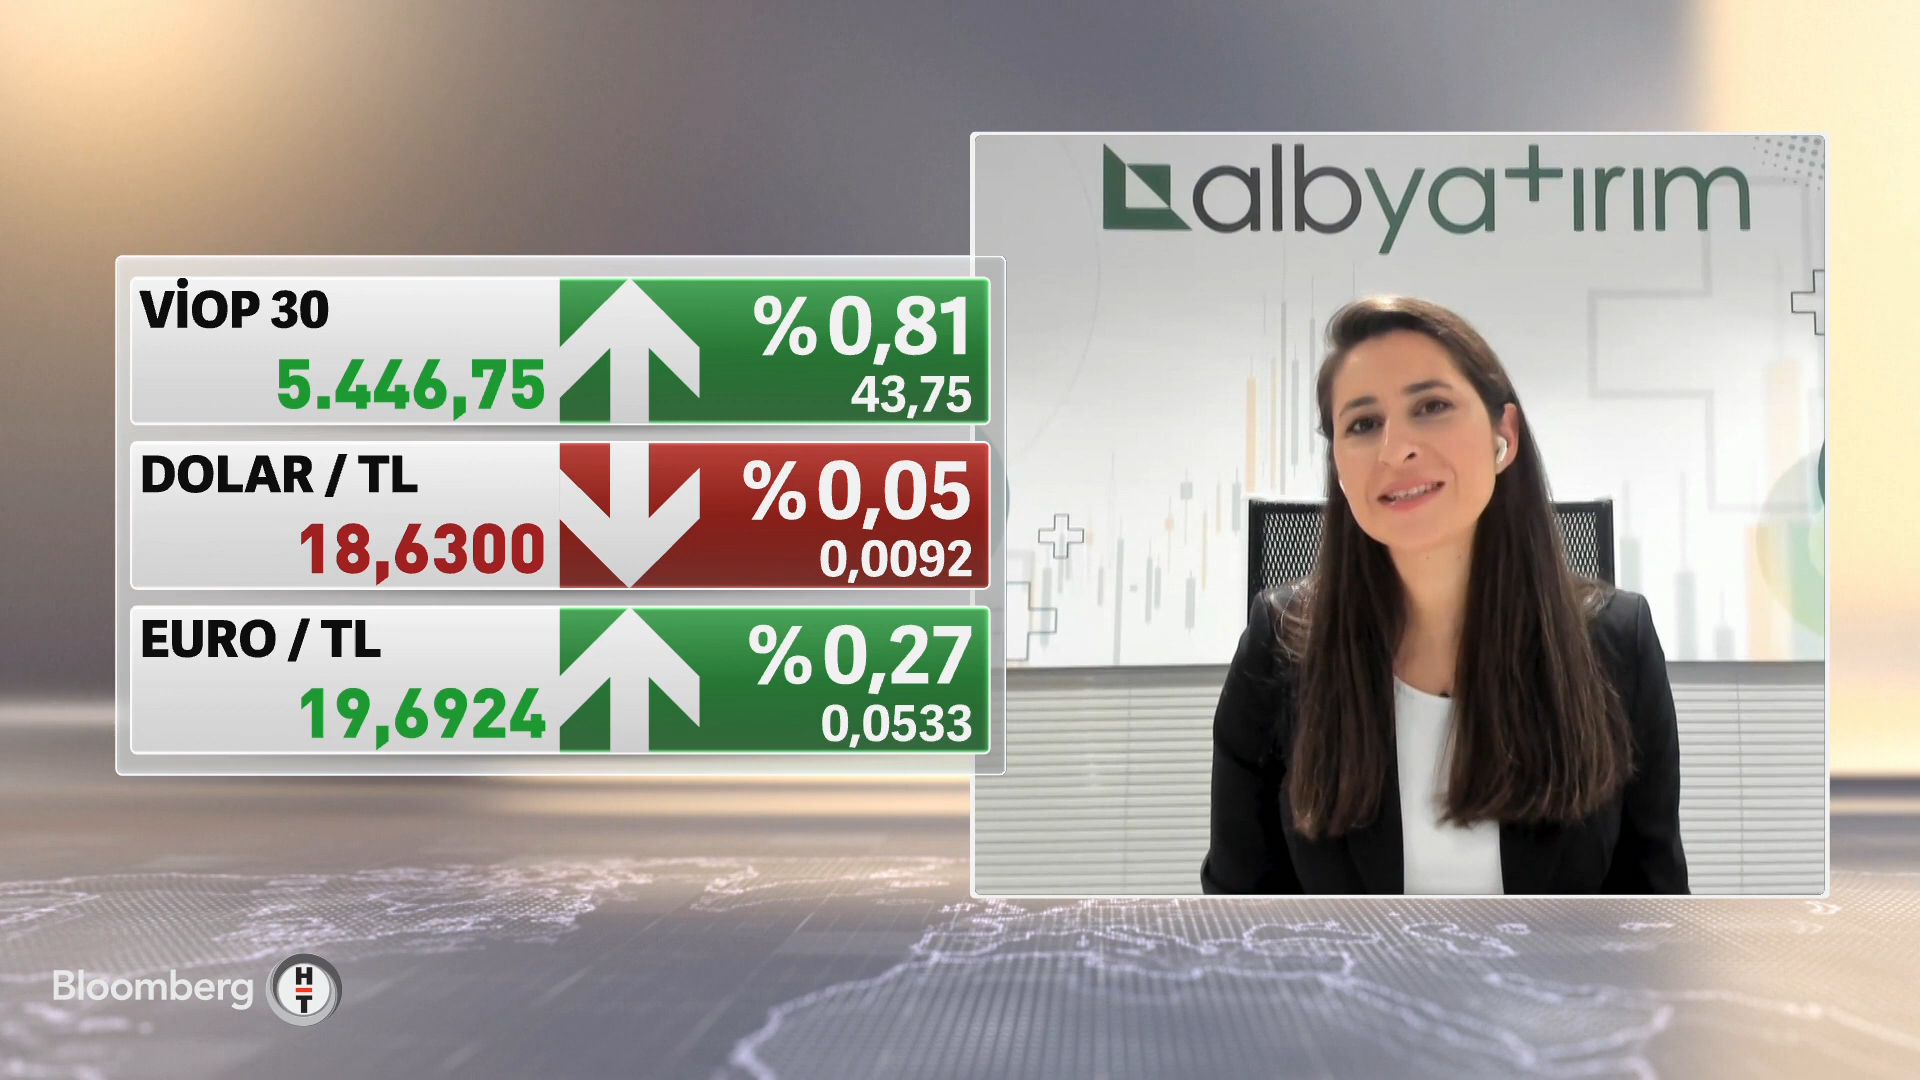 albyatırım
VİOP 30
5.446,75
%0,81
43,75
DOLAR / TL
18,6300
%0,05
0,0092
EURO / TL
19,6924
%0,27
0,0533
Bloomberg HT